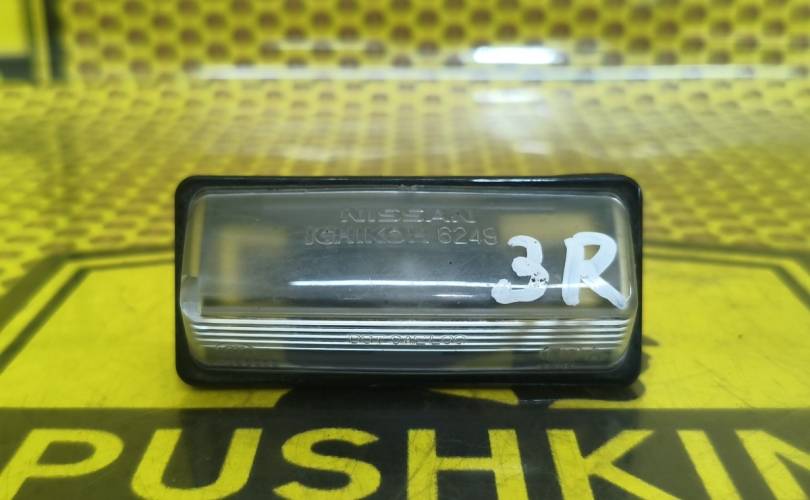 NISSAN
ICHIKOH 6249
3R
PUSHKIN